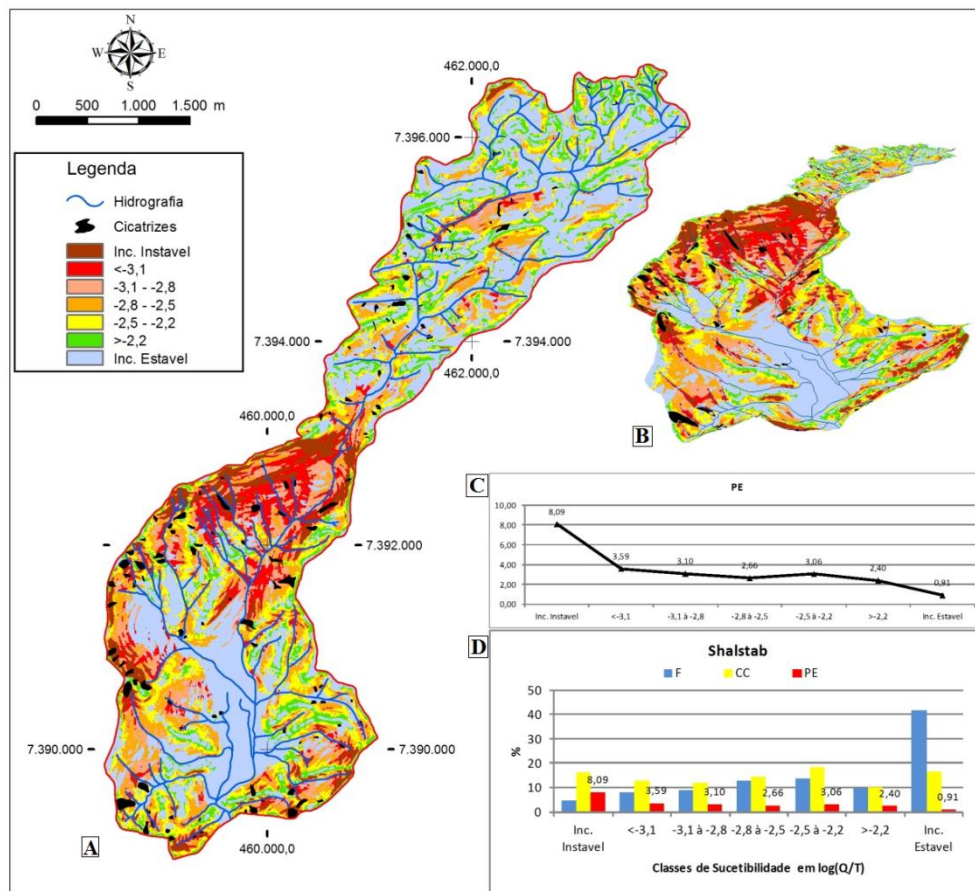 N
W E
S
0 500 1.000 1.500 m
Legenda
Hidrografia
Cicatrizes
Inc. Instavel
<-3,1
-3,1 - -2,8
-2,8 - -2,5
-2,5 - -2,2
>-2,2
Inc. Estavel
462.000,0
7.396.000
7.394.000
7.394.000
462.000,0
460.000,0
7.392.000
7.390.000
7.390.000
460.000,0
A
B
C
PE
10,00
8,00
6,00
4,00
2,00
0,00
8,09
3,59
3,10
2,66
3,06
2,40
0,91
Inc. Instavel <-3,1 -3,1 à -2,8 -2,8 à -2,5 -2,5 à -2,2 >-2,2 Inc. Estavel
D
Shalstab
F CC PE
%
50
40
30
20
10
0
8,09 3,59 3,10 2,66 3,06 2,40 0,91
Inc. <-3,1 -3,1 à -2,8 -2,8 à -2,5 -2,5 à -2,2 >-2,2 Inc.
Instavel Estavel
Classes de Sucetibilidade em log(Q/T)